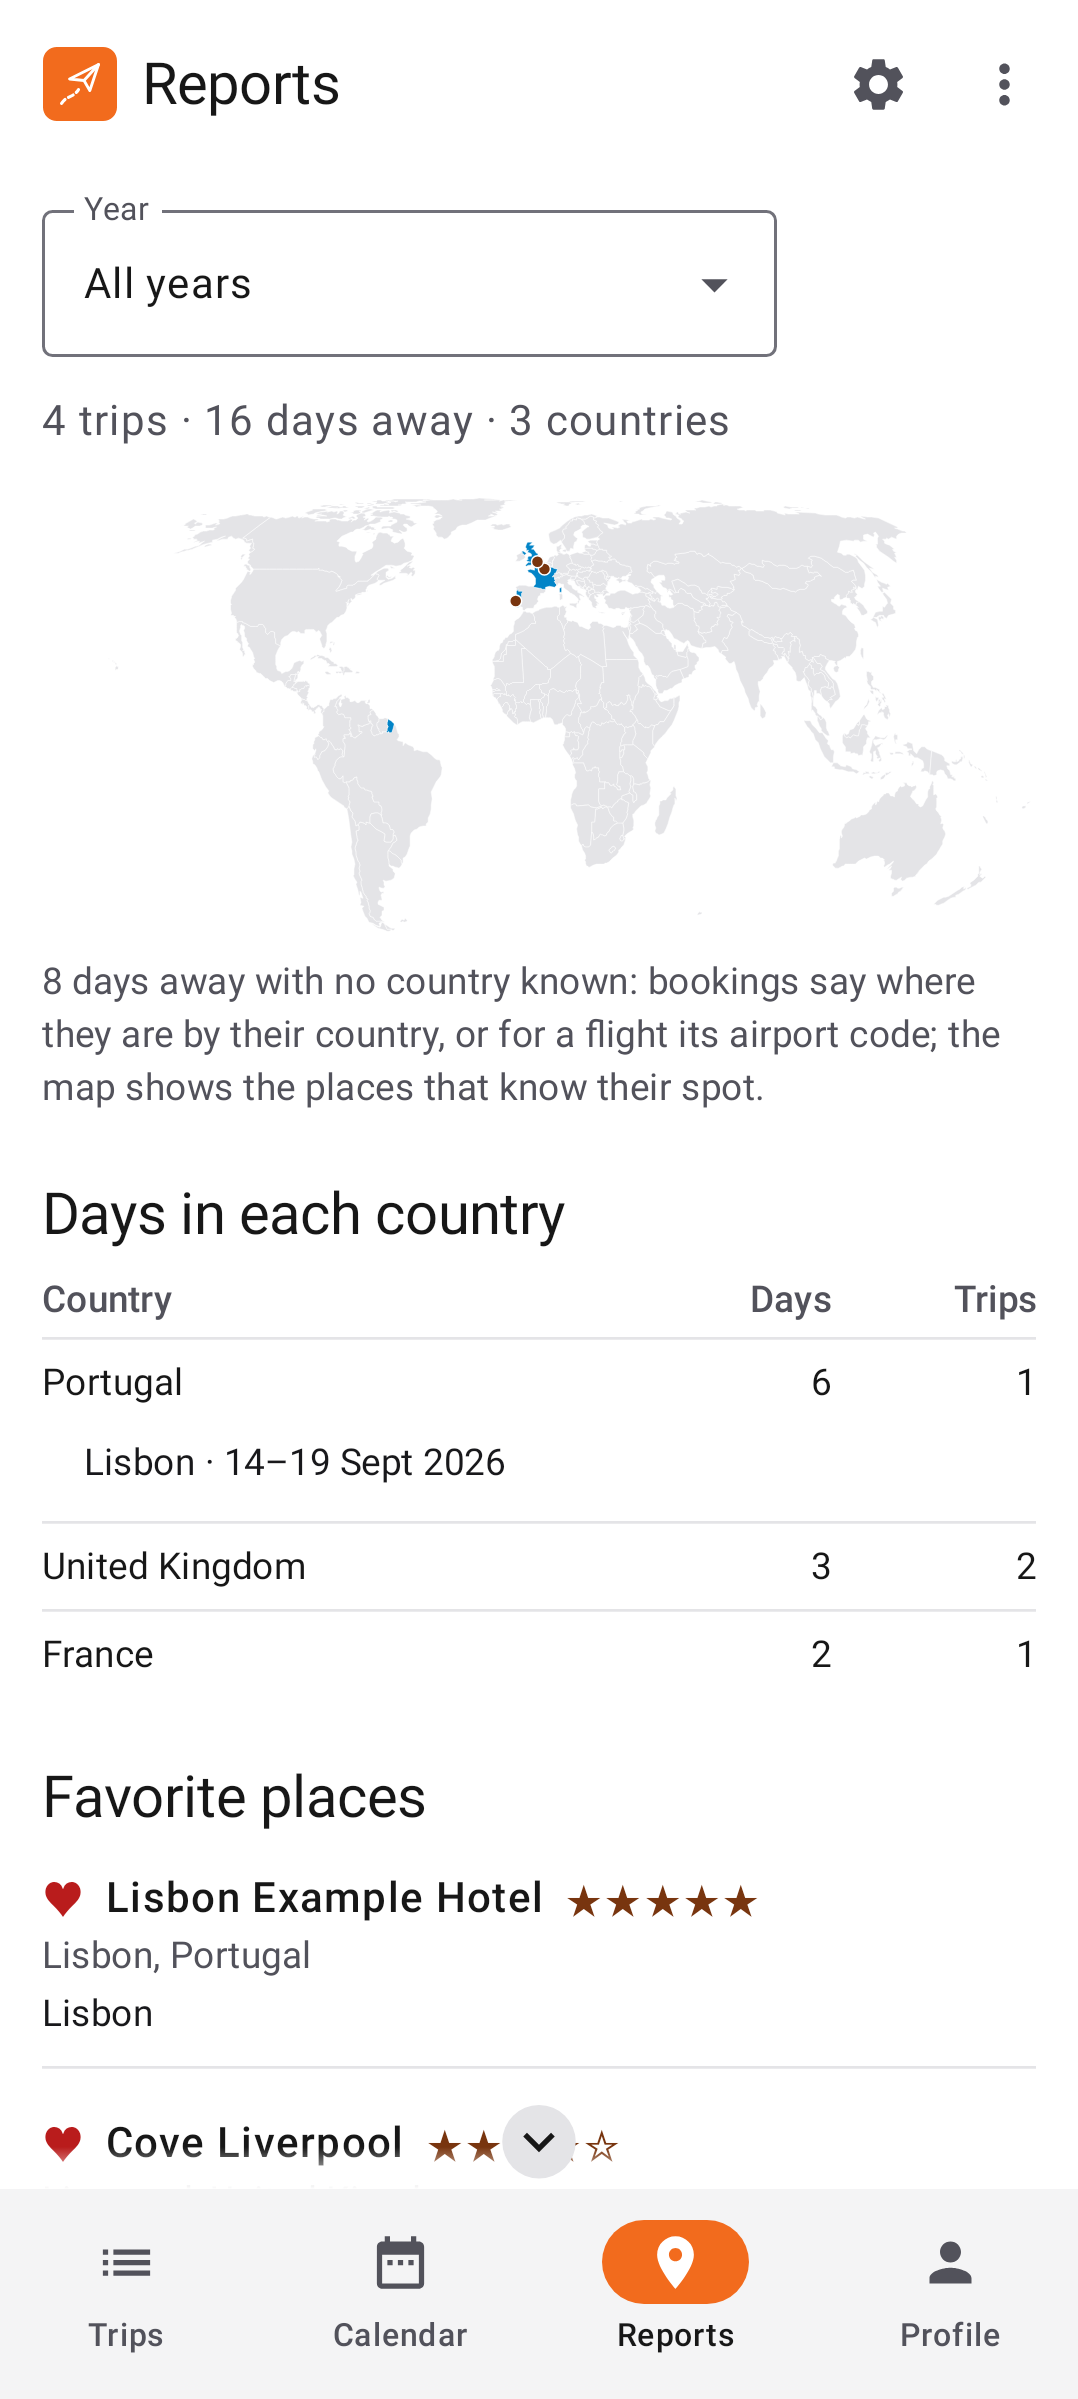 Reports
Year
All years
4 trips · 16 days away · 3 countries
8 days away with no country known: bookings say where
they are by their country, or for a flight its airport code; the
map shows the places that know their spot.
Days in each country
Country Days Trips
Portugal 6 1
Lisbon · 14–19 Sept 2026
United Kingdom 3 2
France 2 1
Favorite places
Lisbon Example Hotel ★★★★★
Lisbon, Portugal
Lisbon
Cove Liverpool
Trips Calendar Reports Profile